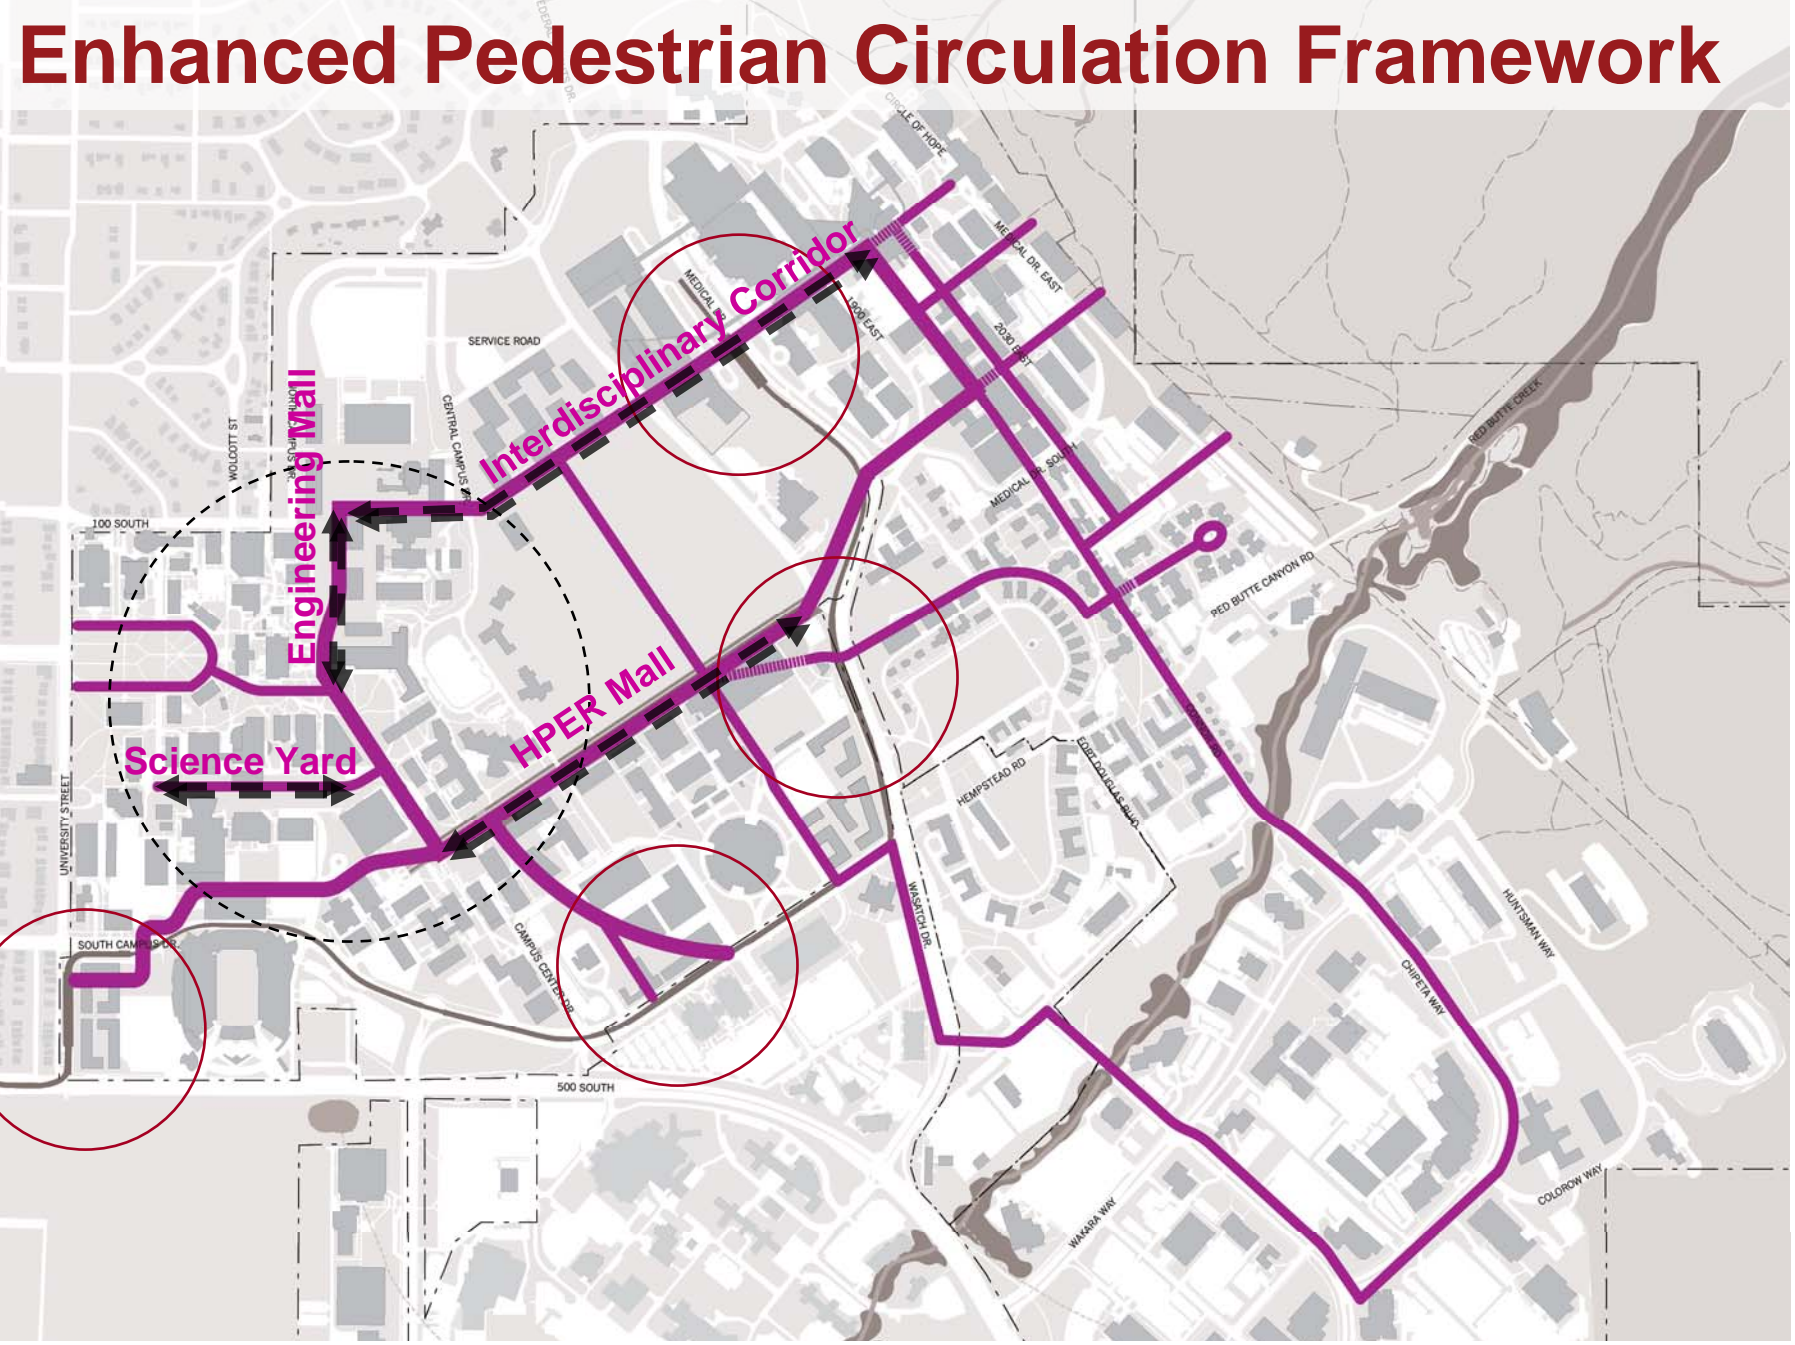 Enhanced Pedestrian Circulation Framework
CIRCLE OF HOPE
MEDICAL DR. EAST
SERVICE ROAD
1900 EAST
2030 EAST
Interdisciplinary Corridor
Engineering Mall
WOLCOTT ST
CENTRAL CAMPUS DR.
RED BUTTE CREEK
MEDICAL DR. SOUTH
100 SOUTH
RED BUTTE CANYON RD
HPER Mall
Science Yard
UNIVERSITY STREET
HEMPSTEAD RD
FORT DOUGLAS BLVD.
CONNOR RD
WASATCH DR.
HUNTSMAN WAY
SOUTH CAMPUS DR.
CAMPUS CENTER DR.
CHIPETA WAY
500 SOUTH
COLOROW WAY
WAKARA WAY